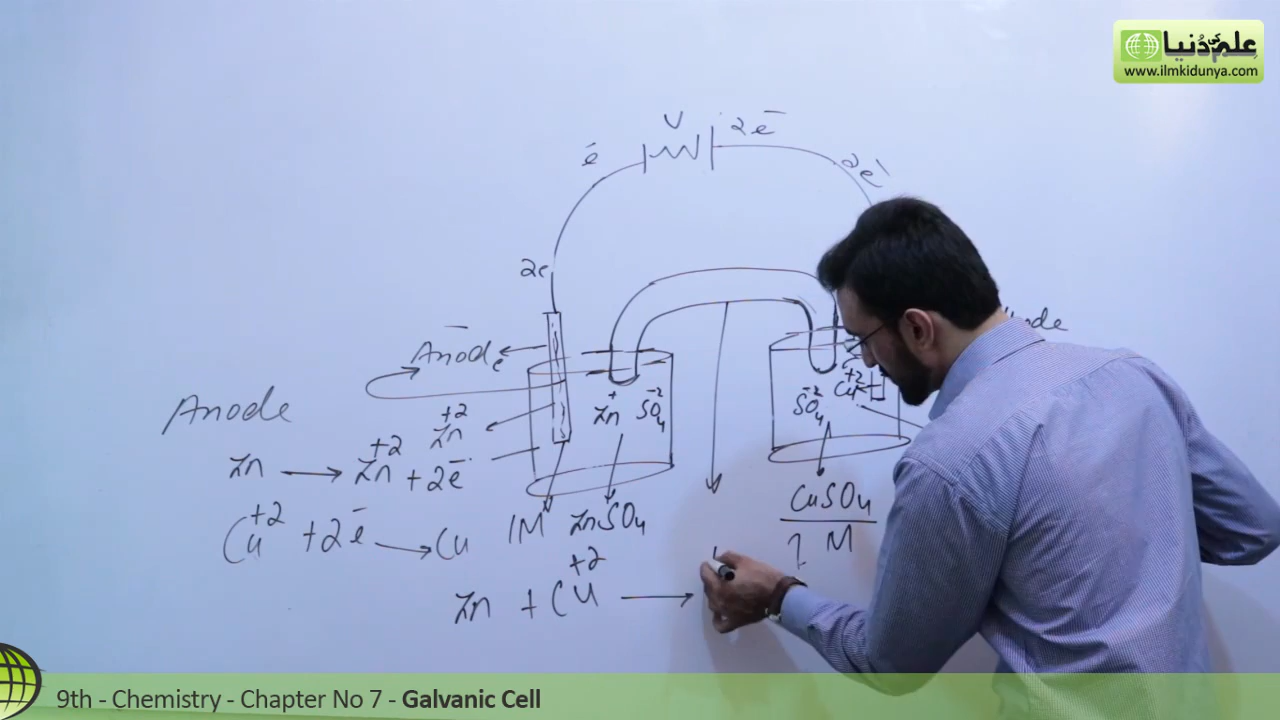 علم کی دُنیا
www.ilmkidunya.com
V
e⁻
2e⁻
2e⁻
2e
Anode
Anode
Zn⁺²
Zn⁺ SO₄⁻²
SO₄⁻² Cu⁺²
Zn → Zn⁺² + 2e⁻
1M ZnSO₄
CuSO₄
1 M
Cu⁺² + 2e⁻ → Cu
Zn + Cu⁺² →
9th - Chemistry - Chapter No 7 - Galvanic Cell